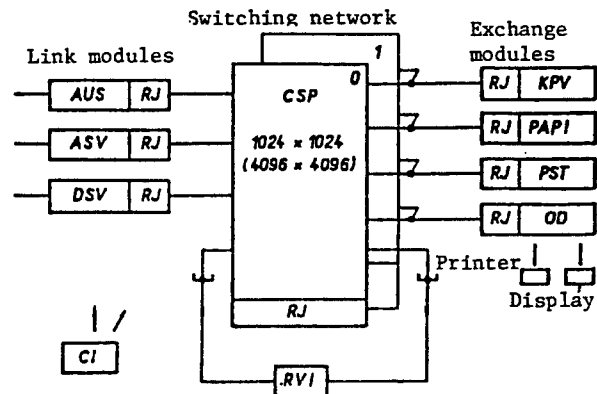 Switching network
Link modules
Exchange modules
1
0
CSP
1024 × 1024
(4096 × 4096)
RJ
AUS RJ
ASV RJ
DSV RJ
RJ KPV
RJ PAPI
RJ PST
RJ OD
Printer
Display
CI
RVI